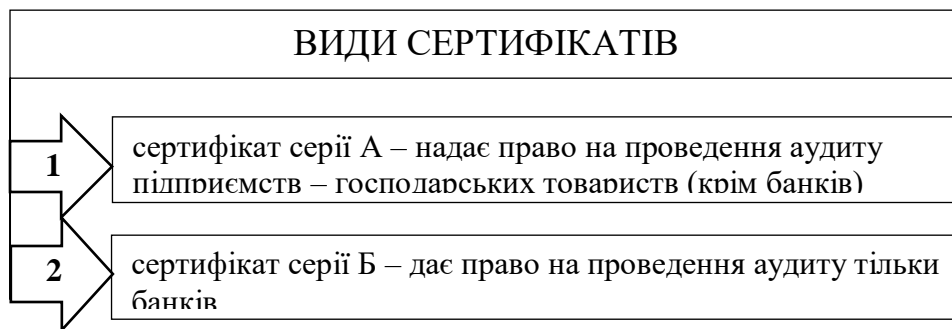 ВИДИ СЕРТИФІКАТІВ
1
сертифікат серії А – надає право на проведення аудиту
підприємств – господарських товариств (крім банків)
2
сертифікат серії Б – дає право на проведення аудиту тільки
банків